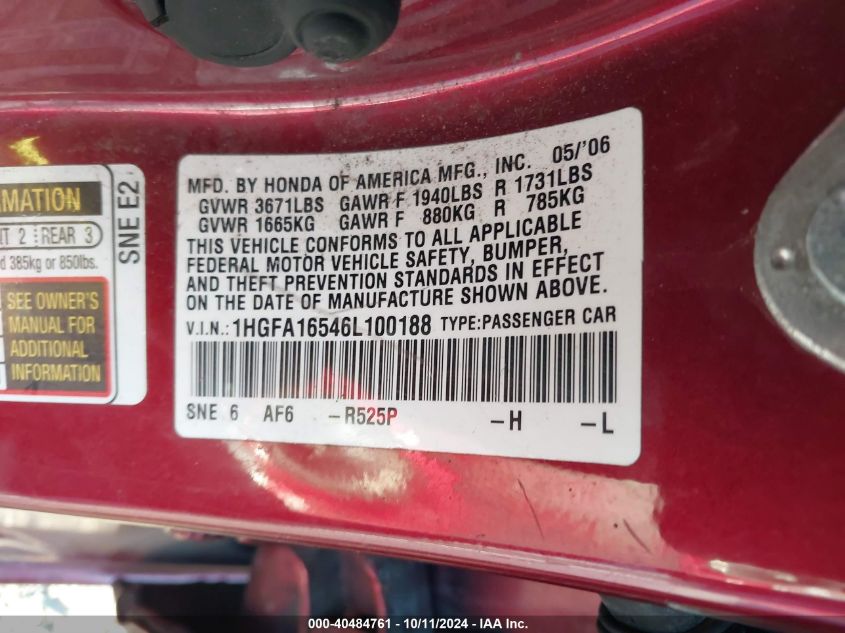 MFD. BY HONDA OF AMERICA MFG., INC. 05/'06
GVWR 3671LBS GAWR F 1940LBS R 1731LBS
GVWR 1665KG GAWR F 880KG R 785KG
THIS VEHICLE CONFORMS TO ALL APPLICABLE
FEDERAL MOTOR VEHICLE SAFETY, BUMPER,
AND THEFT PREVENTION STANDARDS IN EFFECT
ON THE DATE OF MANUFACTURE SHOWN ABOVE.
V.I.N.:1HGFA16546L100188 TYPE:PASSENGER CAR
SNE 6 AF6 -R525P -H -L
2 REAR 3
385kg or 850lbs.
SEE OWNER'S
MANUAL FOR
ADDITIONAL
INFORMATION
SNE E2
000-40484761 - 10/11/2024 - IAA Inc.